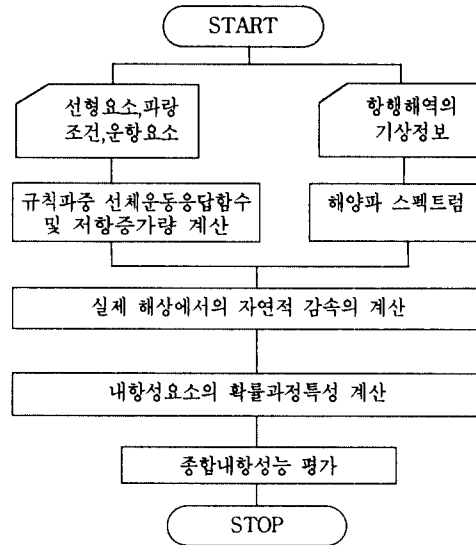 START
선형요소,파랑
조건,운항요소
항행해역의
기상정보
규칙파중 선체운동응답함수
및 저항증가량 계산
해양파 스펙트럼
실제 해상에서의 자연적 감속의 계산
내항성요소의 확률과정특성 계산
종합내항성능 평가
STOP